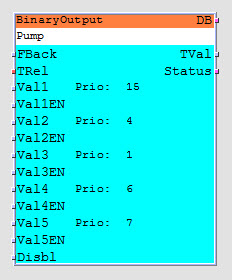 BinaryOutput DB
Pump
FBack TVal
TRel Status
Val1 Prio: 15
Val1EN
Val2 Prio: 4
Val2EN
Val3 Prio: 1
Val3EN
Val4 Prio: 6
Val4EN
Val5 Prio: 7
Val5EN
Disbl